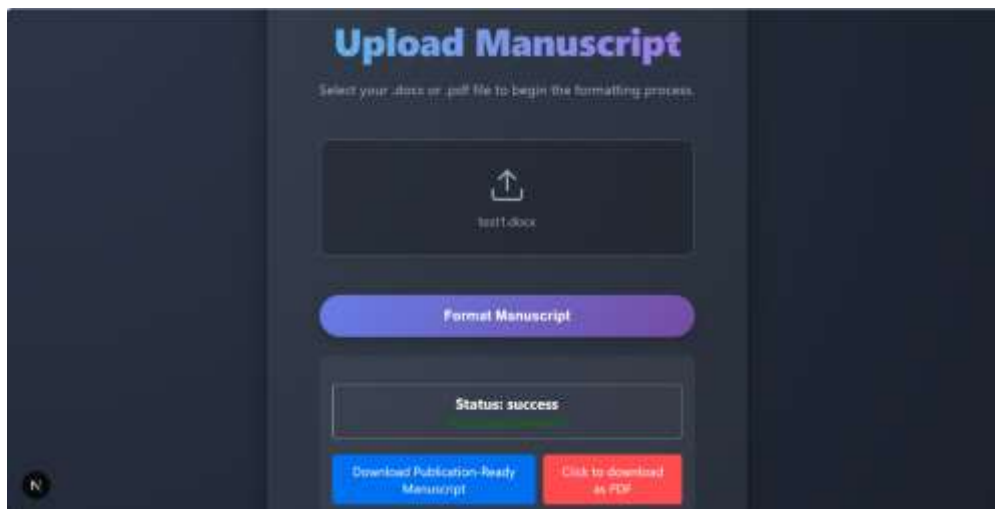 Upload Manuscript
Select your .docx or .pdf file to begin the formatting process.
test1.docx
Format Manuscript
Status: success
Download Publication-Ready
Manuscript
Click to download
as PDF
N